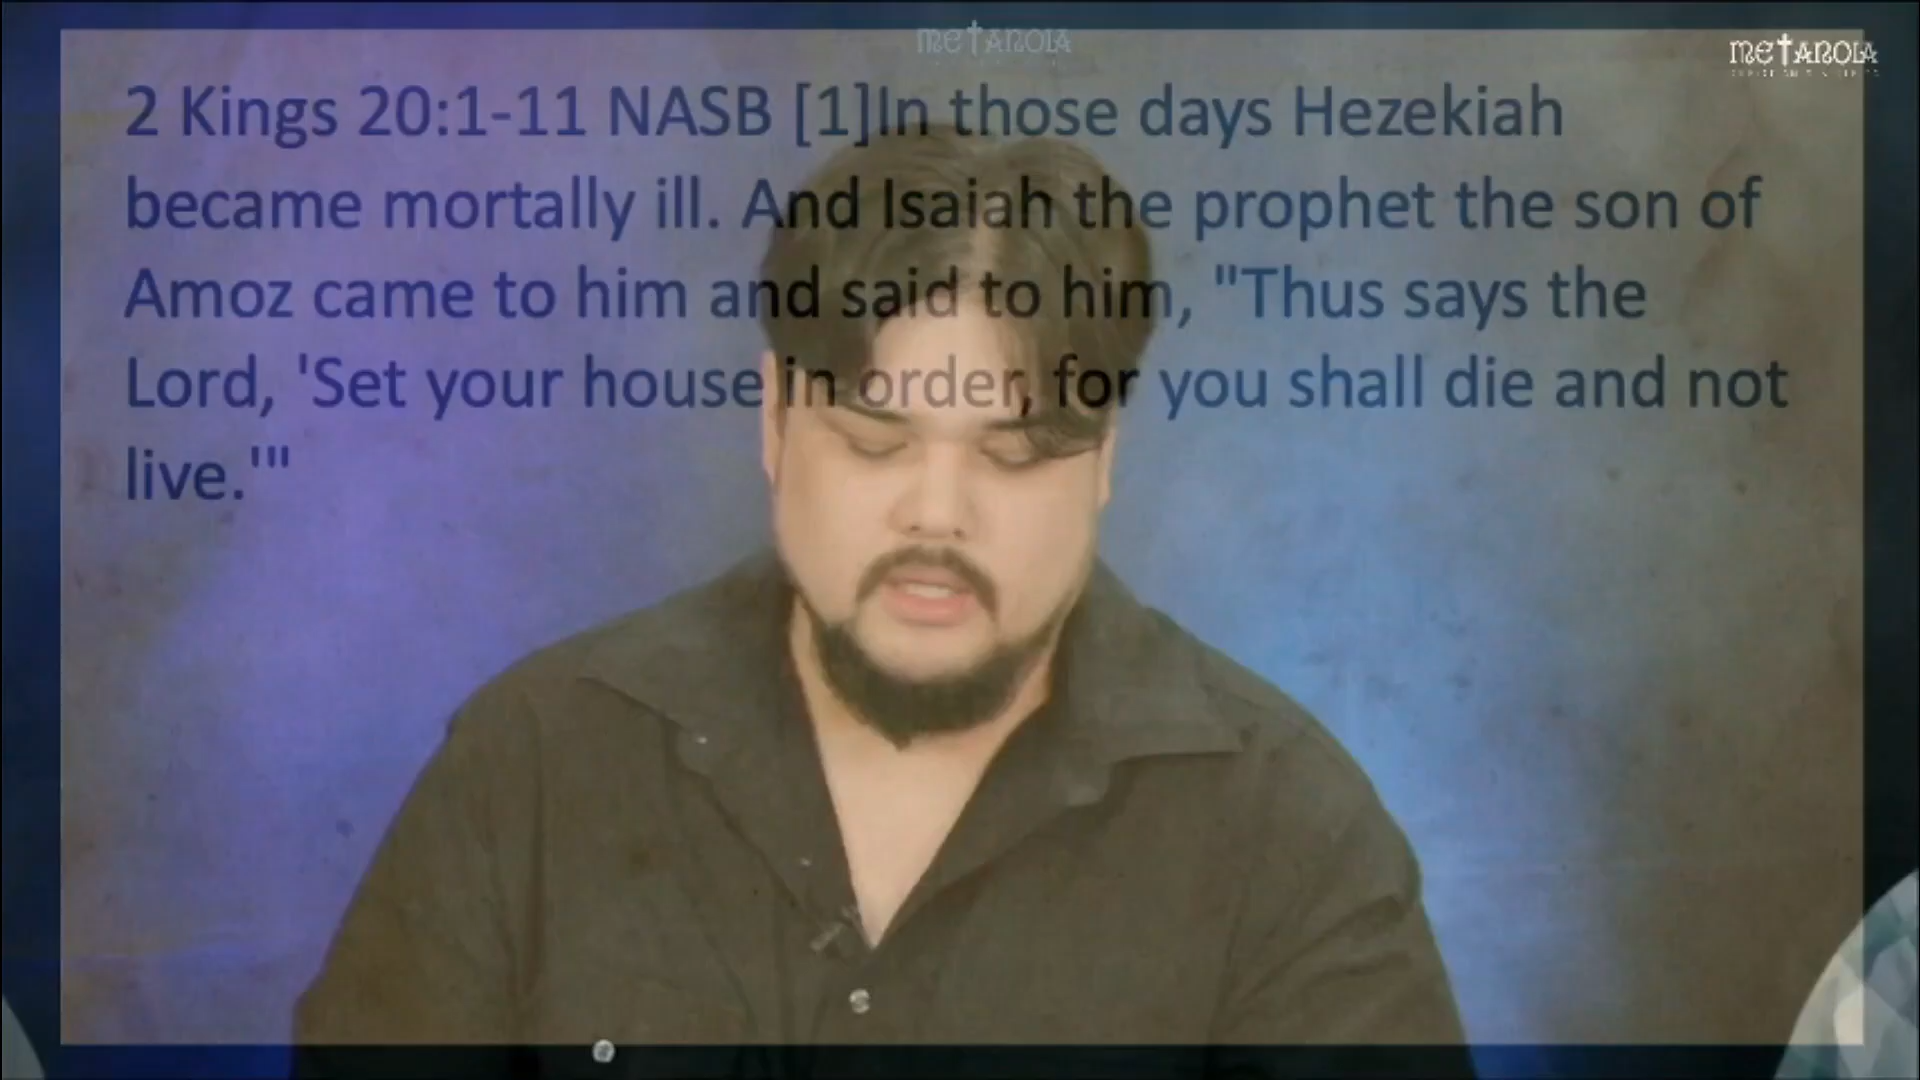 METANOIA
METANOIA
2 Kings 20:1-11 NASB [1]In those days Hezekiah
became mortally ill. And Isaiah the prophet the son of
Amoz came to him and said to him, "Thus says the
Lord, 'Set your house in order, for you shall die and not
live.'"